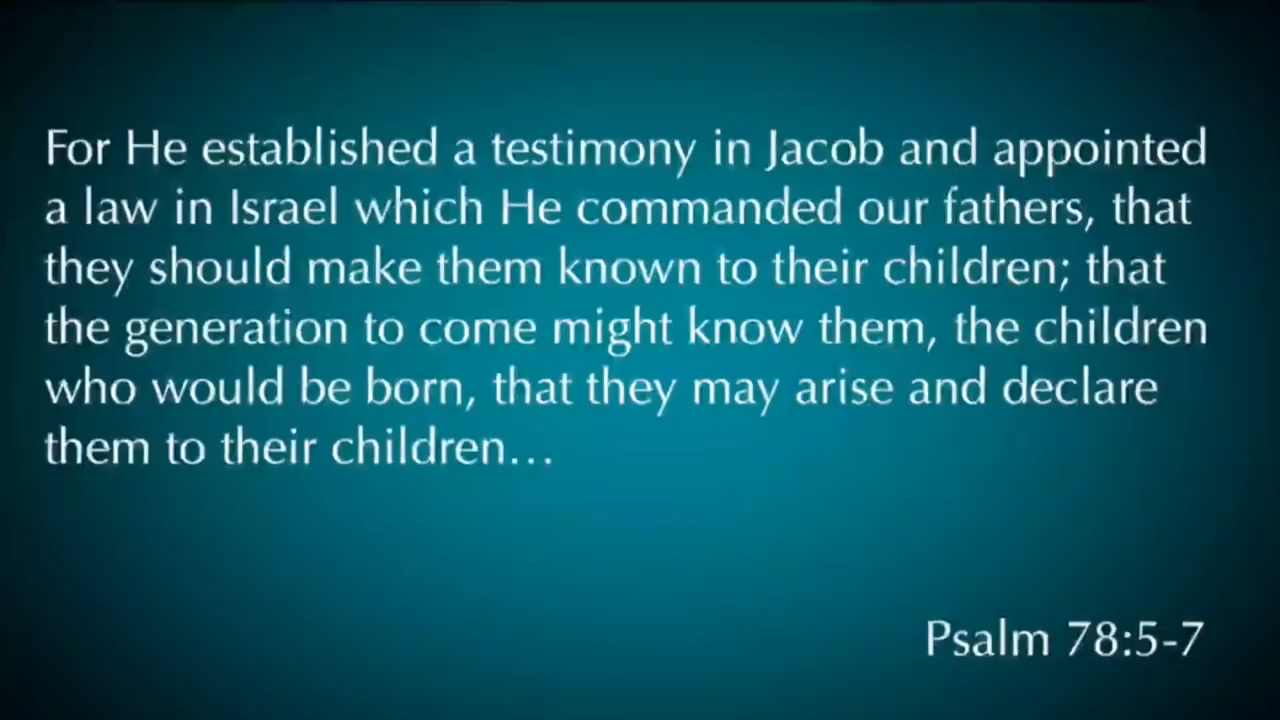 For He established a testimony in Jacob and appointed
a law in Israel which He commanded our fathers, that
they should make them known to their children; that
the generation to come might know them, the children
who would be born, that they may arise and declare
them to their children…
Psalm 78:5-7